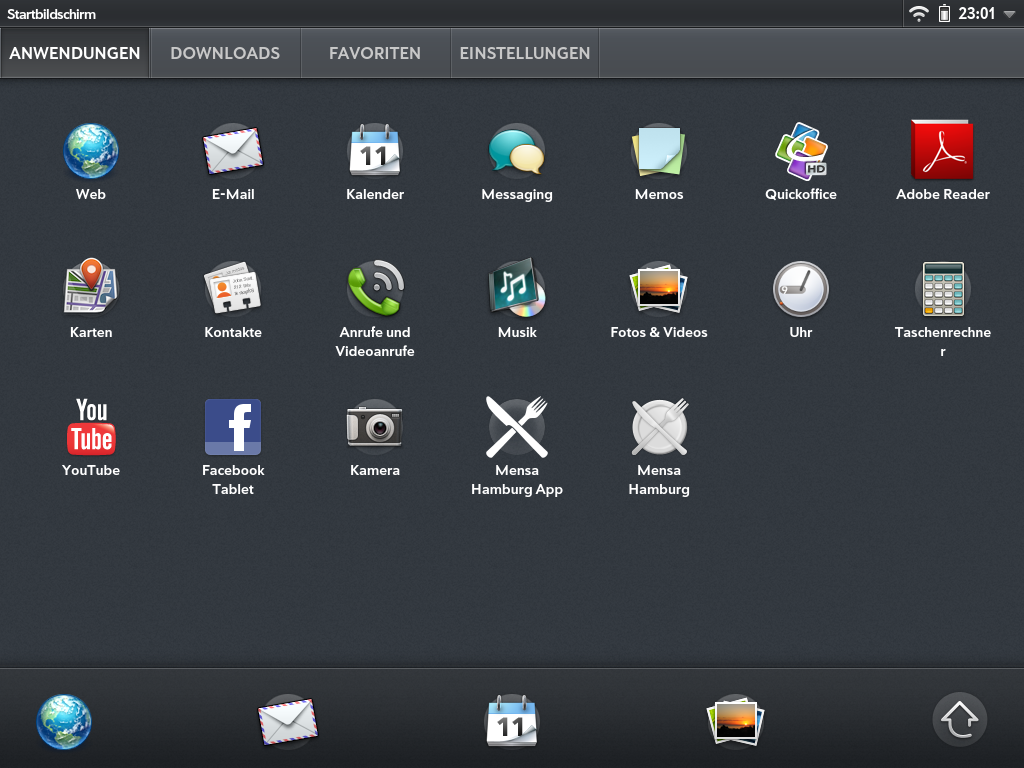 Startbildschirm 23:01
ANWENDUNGEN DOWNLOADS FAVORITEN EINSTELLUNGEN
11
HD
Web E-Mail Kalender Messaging Memos Quickoffice Adobe Reader
Karten Kontakte Anrufe und Videoanrufe Musik Fotos & Videos Uhr Taschenrechne
r
You
Tube
f
YouTube Facebook Kamera Mensa Mensa
Tablet Hamburg App Hamburg
11